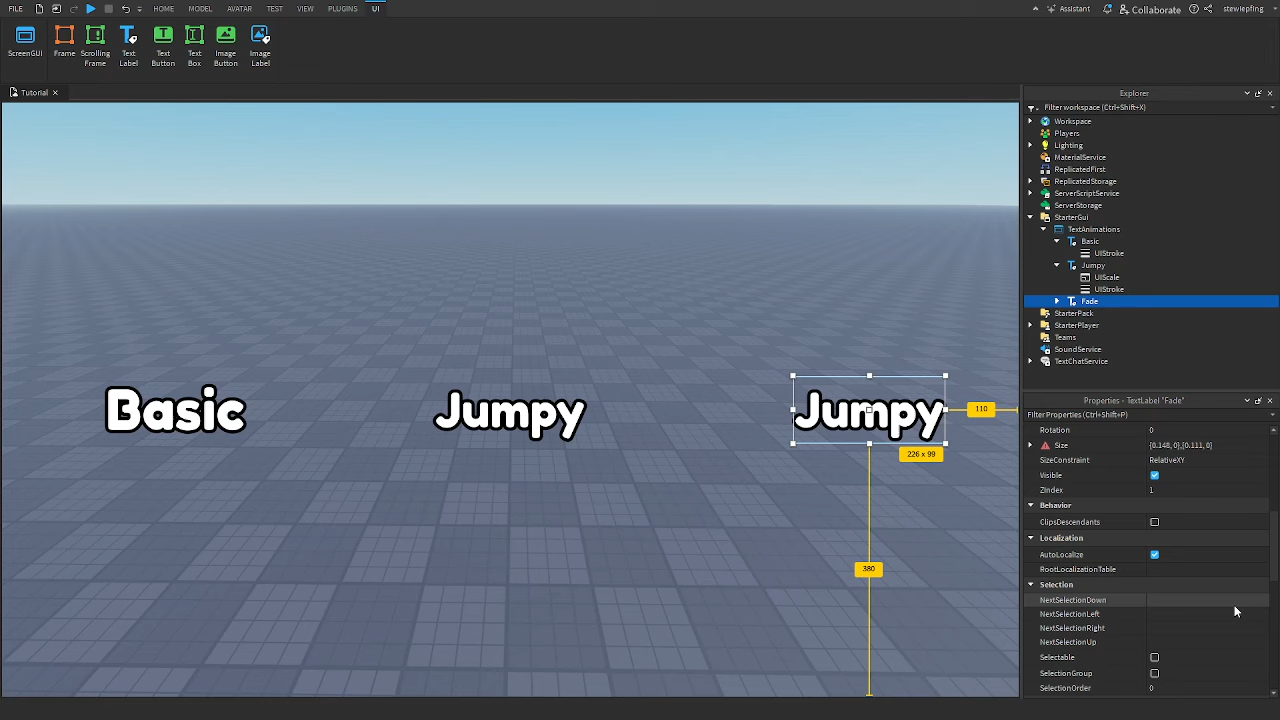 FILE HOME MODEL AVATAR TEST VIEW PLUGINS UI Assistant Collaborate stewiepfing
ScreenGUI Frame Scrolling Frame Text Label Text Button Text Box Image Button Image Label
Tutorial
Explorer
Filter workspace (Ctrl+Shift+X)
Workspace
Players
Lighting
MaterialService
ReplicatedFirst
ReplicatedStorage
ServerScriptService
ServerStorage
StarterGui
TextAnimations
Basic
UIStroke
Jumpy
UIScale
UIStroke
Fade
StarterPack
StarterPlayer
Teams
SoundService
TextChatService
Basic Jumpy Jumpy
110
226 x 99
380
Properties - TextLabel "Fade"
Filter Properties (Ctrl+Shift+P)
Rotation 0
Size {0.148, 0},{0.111, 0}
SizeConstraint RelativeXY
Visible
ZIndex 1
Behavior
ClipsDescendants
Localization
AutoLocalize
RootLocalizationTable
Selection
NextSelectionDown
NextSelectionLeft
NextSelectionRight
NextSelectionUp
Selectable
SelectionGroup
SelectionOrder 0